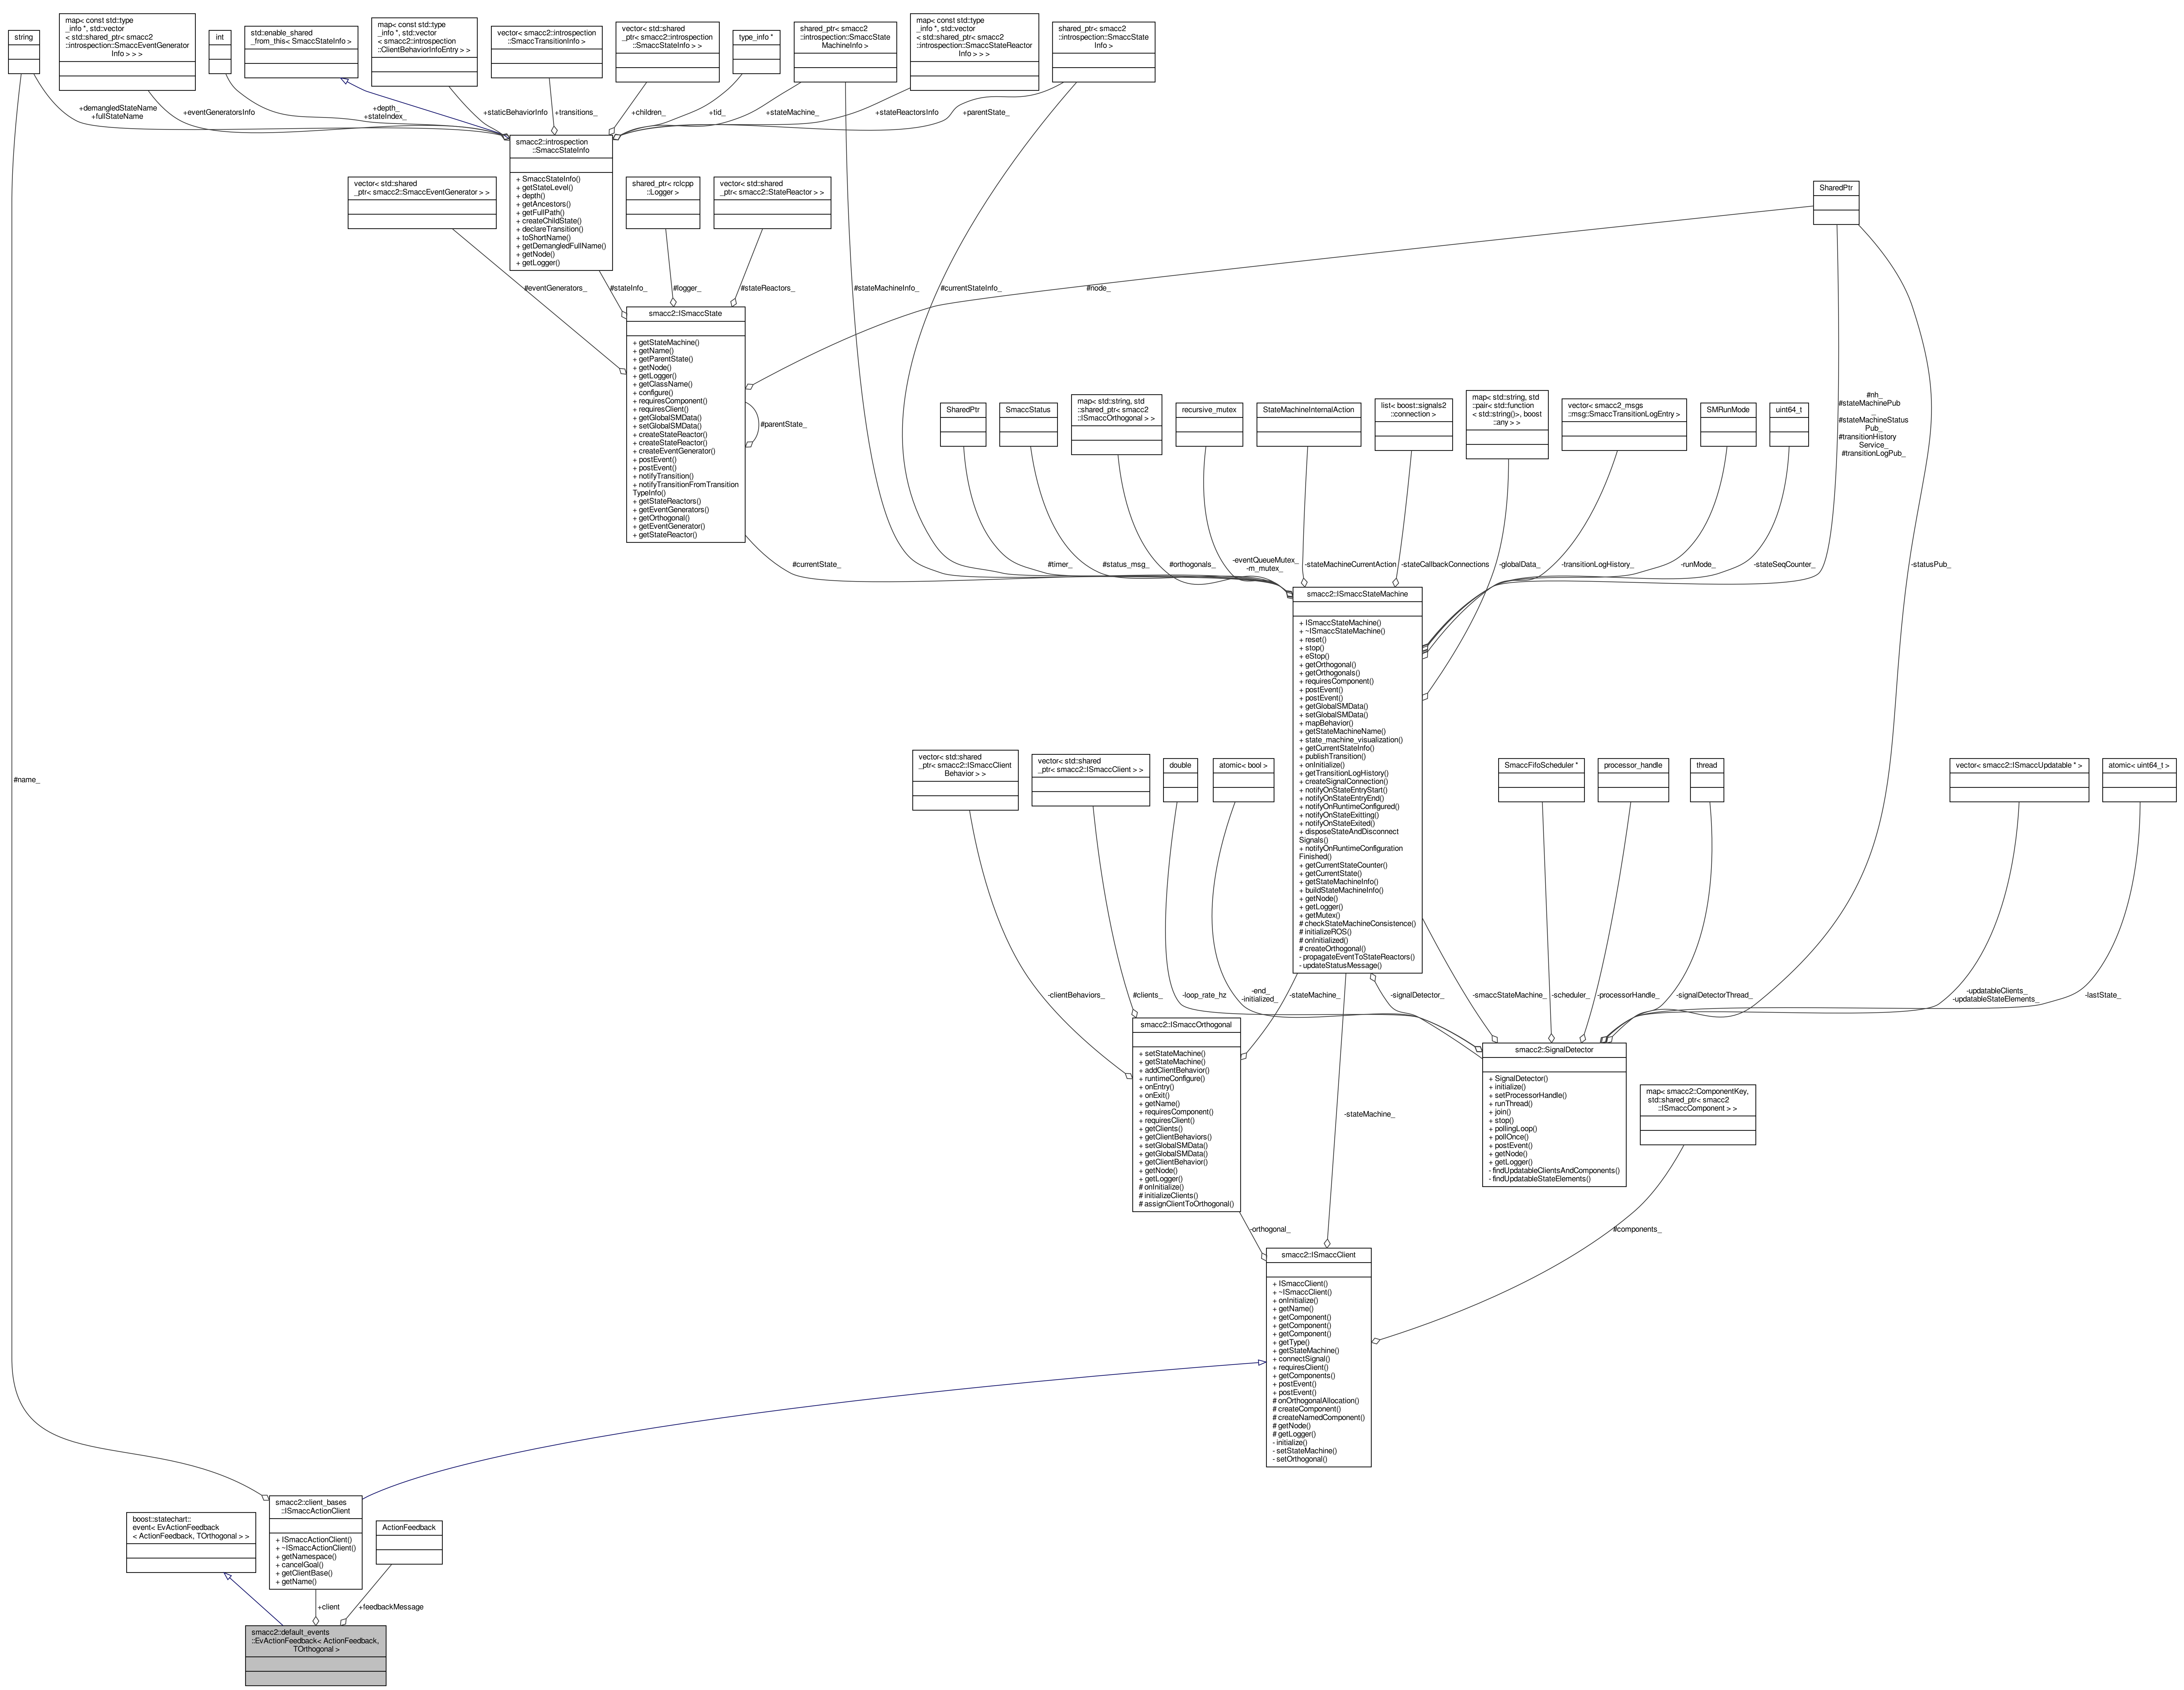 string
map< const std::type
_info *, std::vector
< std::shared_ptr< smacc2
::introspection::SmaccEventGenerator
Info > > >
int
std::enable_shared
_from_this< SmaccStateInfo >
map< const std::type
_info *, std::vector
< smacc2::introspection
::ClientBehaviorInfoEntry > >
vector< smacc2::introspection
::SmaccTransitionInfo >
vector< std::shared
_ptr< smacc2::introspection
::SmaccStateInfo > >
type_info *
shared_ptr< smacc2
::introspection::SmaccState
MachineInfo >
map< const std::type
_info *, std::vector
< std::shared_ptr< smacc2
::introspection::SmaccStateReactor
Info > > >
shared_ptr< smacc2
::introspection::SmaccState
Info >
+demangledStateName
+fullStateName
+eventGeneratorsInfo
+depth_
+stateIndex_
+staticBehaviorInfo
+transitions_
+children_
+tid_
+stateMachine_
+stateReactorsInfo
+parentState_
smacc2::introspection
::SmaccStateInfo
+ SmaccStateInfo()
+ getStateLevel()
+ depth()
+ getAncestors()
+ getFullPath()
+ createChildState()
+ declareTransition()
+ toShortName()
+ getDemangledFullName()
+ getNode()
+ getLogger()
vector< std::shared
_ptr< smacc2::SmaccEventGenerator > >
shared_ptr< rclcpp
::Logger >
vector< std::shared
_ptr< smacc2::StateReactor > >
SharedPtr
#eventGenerators_
#stateInfo_
#logger_
#stateReactors_
#stateMachineInfo_
#currentStateInfo_
#node_
smacc2::ISmaccState
+ getStateMachine()
+ getName()
+ getParentState()
+ getNode()
+ getLogger()
+ getClassName()
+ configure()
+ requiresComponent()
+ requiresClient()
+ getGlobalSMData()
+ setGlobalSMData()
+ createStateReactor()
+ createStateReactor()
+ createEventGenerator()
+ postEvent()
+ postEvent()
+ notifyTransition()
+ notifyTransitionFromTransition
TypeInfo()
+ getStateReactors()
+ getEventGenerators()
+ getOrthogonal()
+ getEventGenerator()
+ getStateReactor()
#parentState_
SharedPtr
SmaccStatus
map< std::string, std
::shared_ptr< smacc2
::ISmaccOrthogonal > >
recursive_mutex
StateMachineInternalAction
list< boost::signals2
::connection >
map< std::string, std
::pair< std::function
< std::string()>, boost
::any > >
vector< smacc2_msgs
::msg::SmaccTransitionLogEntry >
SMRunMode
uint64_t
#nh_
#stateMachinePub
_
#stateMachineStatus
Pub_
#transitionHistory
Service_
#transitionLogPub_
#currentState_
#timer_
#status_msg_
#orthogonals_
-eventQueueMutex_
-m_mutex_
-stateMachineCurrentAction
-stateCallbackConnections
-globalData_
-transitionLogHistory_
-runMode_
-stateSeqCounter_
-statusPub_
smacc2::ISmaccStateMachine
+ ISmaccStateMachine()
+ ~ISmaccStateMachine()
+ reset()
+ stop()
+ eStop()
+ getOrthogonal()
+ getOrthogonals()
+ requiresComponent()
+ postEvent()
+ postEvent()
+ getGlobalSMData()
+ setGlobalSMData()
+ mapBehavior()
+ getStateMachineName()
+ state_machine_visualization()
+ getCurrentStateInfo()
+ publishTransition()
+ onInitialize()
+ getTransitionLogHistory()
+ createSignalConnection()
+ notifyOnStateEntryStart()
+ notifyOnStateEntryEnd()
+ notifyOnRuntimeConfigured()
+ notifyOnStateExitting()
+ notifyOnStateExited()
+ disposeStateAndDisconnect
Signals()
+ notifyOnRuntimeConfiguration
Finished()
+ getCurrentStateCounter()
+ getCurrentState()
+ getStateMachineInfo()
+ buildStateMachineInfo()
+ getNode()
+ getLogger()
+ getMutex()
# checkStateMachineConsistence()
# initializeROS()
# onInitialized()
# createOrthogonal()
- propagateEventToStateReactors()
- updateStatusMessage()
#name_
vector< std::shared
_ptr< smacc2::ISmaccClient
Behavior > >
vector< std::shared
_ptr< smacc2::ISmaccClient > >
double
atomic< bool >
SmaccFifoScheduler *
processor_handle
thread
vector< smacc2::ISmaccUpdatable * >
atomic< uint64_t >
-clientBehaviors_
#clients_
-loop_rate_hz
-end_
-initialized_
-stateMachine_
-signalDetector_
-smaccStateMachine_
-scheduler_
-processorHandle_
-signalDetectorThread_
-updatableClients_
-updatableStateElements_
-lastState_
smacc2::ISmaccOrthogonal
+ setStateMachine()
+ getStateMachine()
+ addClientBehavior()
+ runtimeConfigure()
+ onEntry()
+ onExit()
+ getName()
+ requiresComponent()
+ requiresClient()
+ getClients()
+ getClientBehaviors()
+ setGlobalSMData()
+ getGlobalSMData()
+ getClientBehavior()
+ getNode()
+ getLogger()
# onInitialize()
# initializeClients()
# assignClientToOrthogonal()
smacc2::SignalDetector
+ SignalDetector()
+ initialize()
+ setProcessorHandle()
+ runThread()
+ join()
+ stop()
+ pollingLoop()
+ pollOnce()
+ postEvent()
+ getNode()
+ getLogger()
- findUpdatableClientsAndComponents()
- findUpdatableStateElements()
map< smacc2::ComponentKey,
std::shared_ptr< smacc2
::ISmaccComponent > >
-stateMachine_
-orthogonal_
#components_
smacc2::ISmaccClient
+ ISmaccClient()
+ ~ISmaccClient()
+ onInitialize()
+ getName()
+ getComponent()
+ getComponent()
+ getComponent()
+ getType()
+ getStateMachine()
+ connectSignal()
+ requiresClient()
+ getComponents()
+ postEvent()
+ postEvent()
# onOrthogonalAllocation()
# createComponent()
# createNamedComponent()
# getNode()
# getLogger()
- initialize()
- setStateMachine()
- setOrthogonal()
boost::statechart::
event< EvActionFeedback
< ActionFeedback, TOrthogonal > >
smacc2::client_bases
::ISmaccActionClient
+ ISmaccActionClient()
+ ~ISmaccActionClient()
+ getNamespace()
+ cancelGoal()
+ getClientBase()
+ getName()
ActionFeedback
+client
+feedbackMessage
smacc2::default_events
::EvActionFeedback< ActionFeedback,
TOrthogonal >